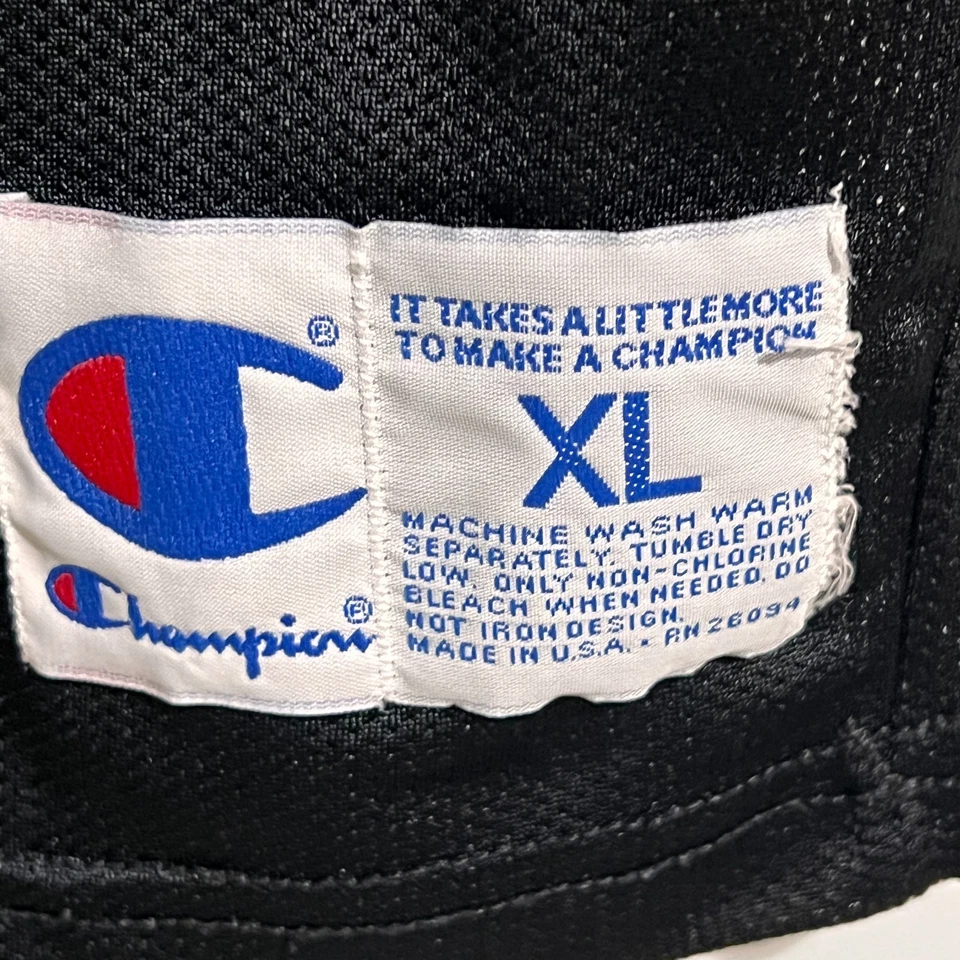 ®
Champion®
IT TAKES A LITTLE MORE
TO MAKE A CHAMPION
XL
MACHINE WASH WARM
SEPARATELY. TUMBLE DRY
LOW. ONLY NON-CHLORINE
BLEACH WHEN NEEDED. DO
NOT IRON DESIGN.
MADE IN U.S.A. • RN 26094